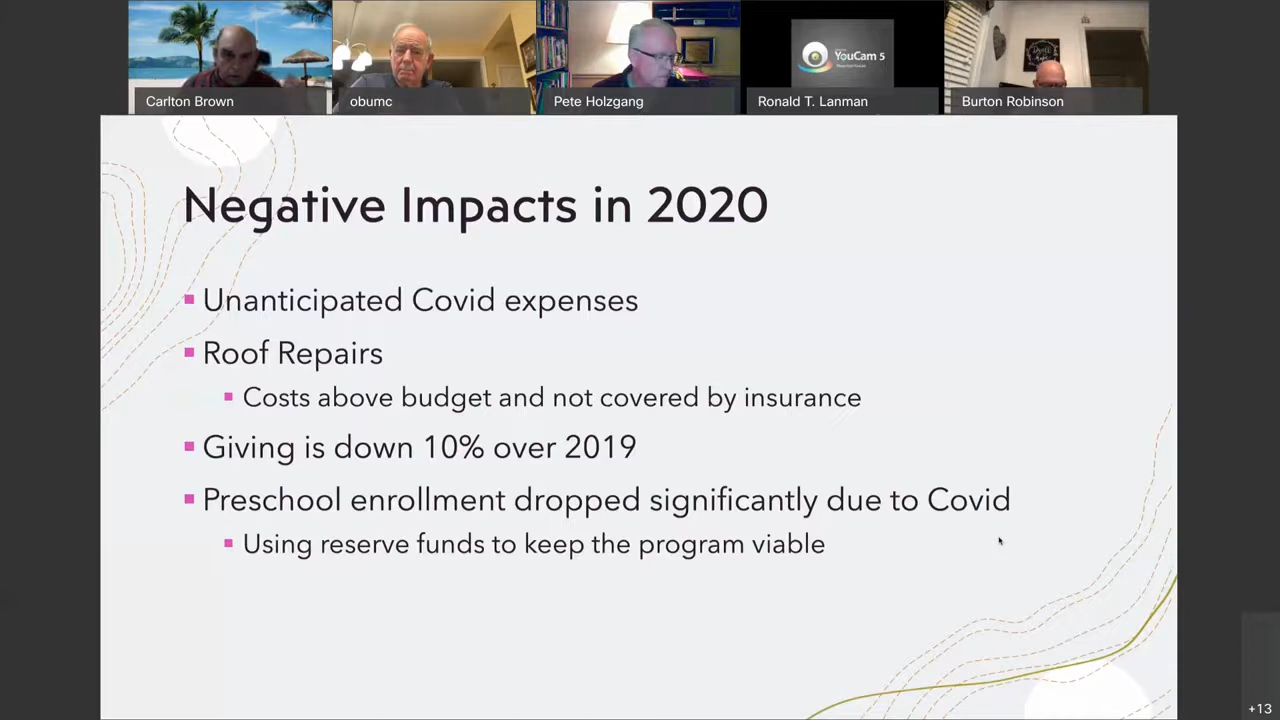 YouCam 5
Carlton Brown
obumc
Pete Holzgang
Ronald T. Lanman
Burton Robinson
Negative Impacts in 2020
Unanticipated Covid expenses
Roof Repairs
Costs above budget and not covered by insurance
Giving is down 10% over 2019
Preschool enrollment dropped significantly due to Covid
Using reserve funds to keep the program viable
+13